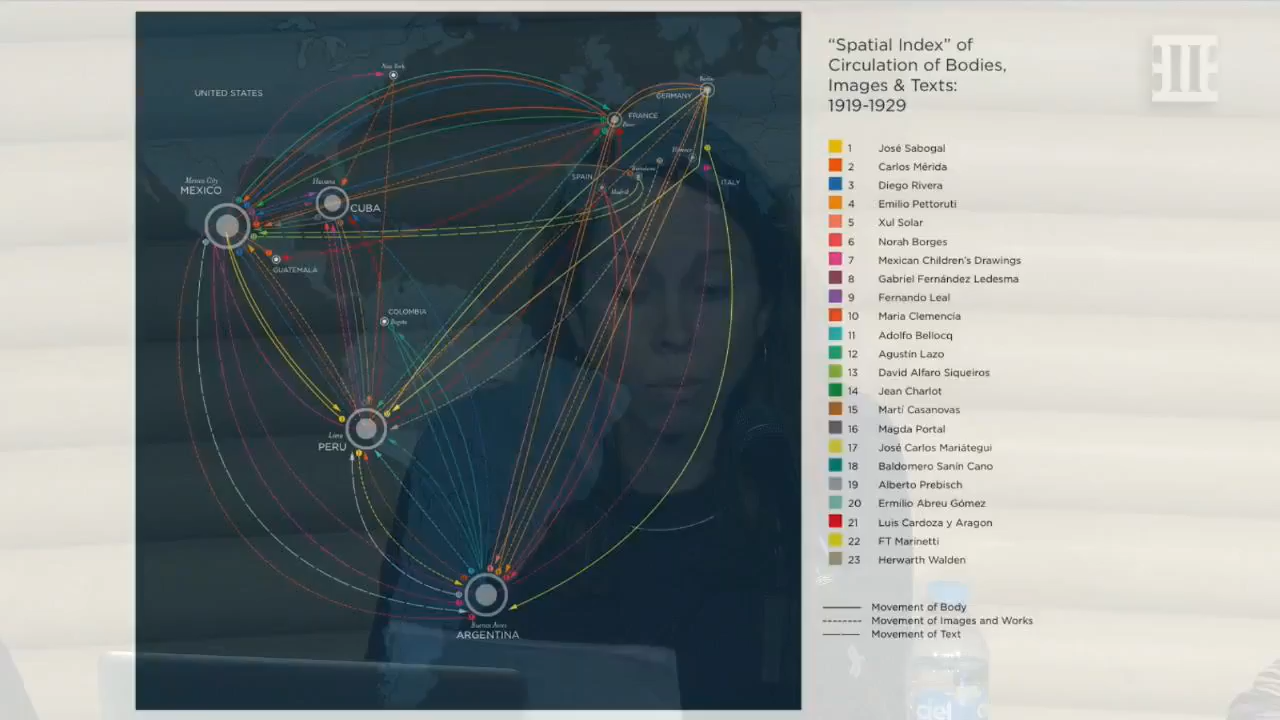 “Spatial Index” of
Circulation of Bodies,
Images & Texts:
1919-1929
1 José Sabogal
2 Carlos Mérida
3 Diego Rivera
4 Emilio Pettoruti
5 Xul Solar
6 Norah Borges
7 Mexican Children's Drawings
8 Gabriel Fernández Ledesma
9 Fernando Leal
10 Maria Clemencia
11 Adolfo Bellocq
12 Agustín Lazo
13 David Alfaro Siqueiros
14 Jean Charlot
15 Martí Casanovas
16 Magda Portal
17 José Carlos Mariátegui
18 Baldomero Sanín Cano
19 Alberto Prebisch
20 Ermilio Abreu Gómez
21 Luis Cardoza y Aragon
22 FT Marinetti
23 Herwarth Walden
Movement of Body
Movement of Images and Works
Movement of Text
New York
UNITED STATES
Berlin
GERMANY
FRANCE
Paris
Barcelona
SPAIN
Madrid
ITALY
Mexico City
MEXICO
Havana
CUBA
GUATEMALA
COLOMBIA
Bogota
Lima
PERU
Buenos Aires
ARGENTINA